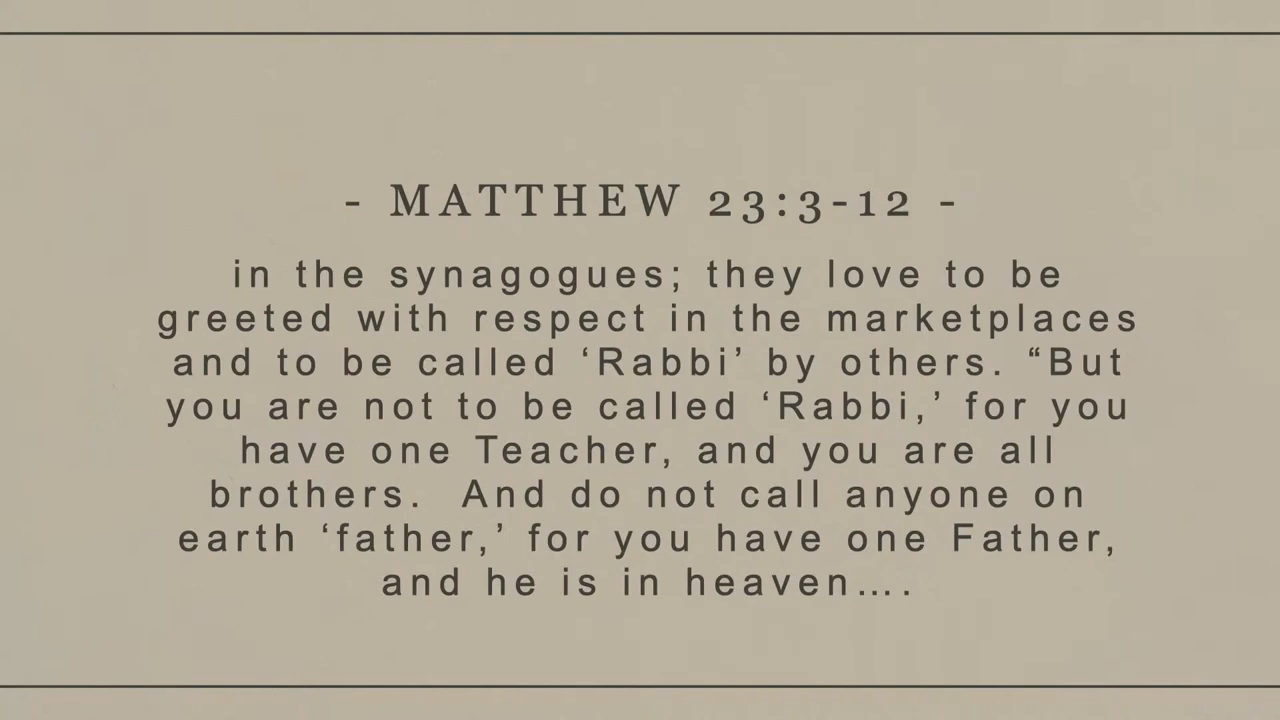 - MATTHEW 23:3-12 -
in the synagogues; they love to be
greeted with respect in the marketplaces
and to be called ‘Rabbi’ by others. “But
you are not to be called ‘Rabbi,’ for you
have one Teacher, and you are all
brothers.  And do not call anyone on
earth ‘father,’ for you have one Father,
and he is in heaven….